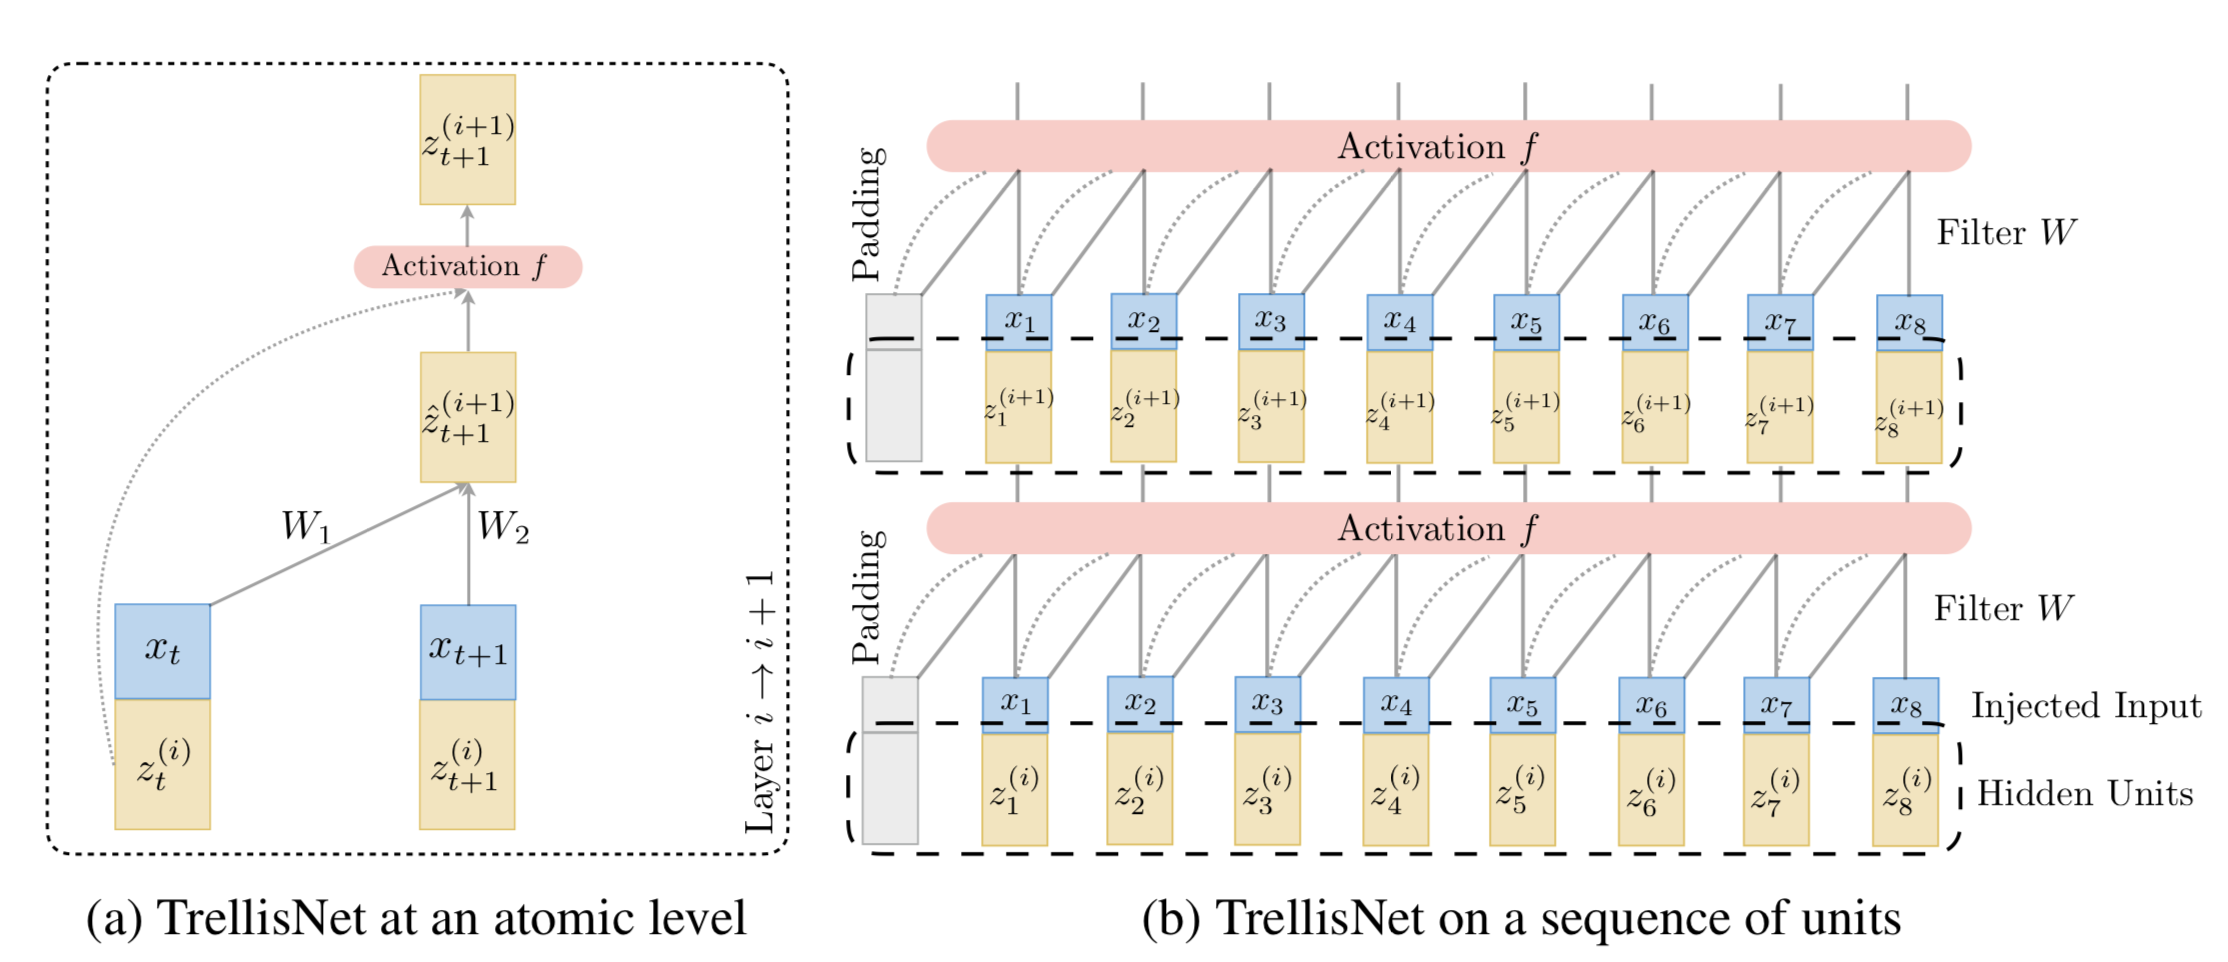 z_{t+1}^{(i+1)}
Activation f
ẑ_{t+1}^{(i+1)}
W_1 W_2
x_t x_{t+1}
z_t^{(i)} z_{t+1}^{(i)}
Layer i → i + 1
(a) TrellisNet at an atomic level
Activation f
Padding
Filter W
x_1 x_2 x_3 x_4 x_5 x_6 x_7 x_8
z_1^{(i+1)} z_2^{(i+1)} z_3^{(i+1)} z_4^{(i+1)} z_5^{(i+1)} z_6^{(i+1)} z_7^{(i+1)} z_8^{(i+1)}
Activation f
Padding
Filter W
x_1 x_2 x_3 x_4 x_5 x_6 x_7 x_8 Injected Input
z_1^{(i)} z_2^{(i)} z_3^{(i)} z_4^{(i)} z_5^{(i)} z_6^{(i)} z_7^{(i)} z_8^{(i)} Hidden Units
(b) TrellisNet on a sequence of units